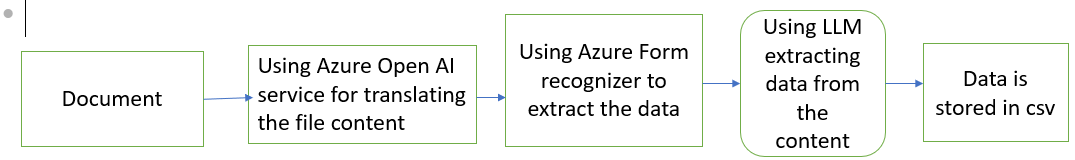 Document
Using Azure Open AI
service for translating
the file content
Using Azure Form
recognizer to
extract the data
Using LLM
extracting
data from
the
content
Data is
stored in csv